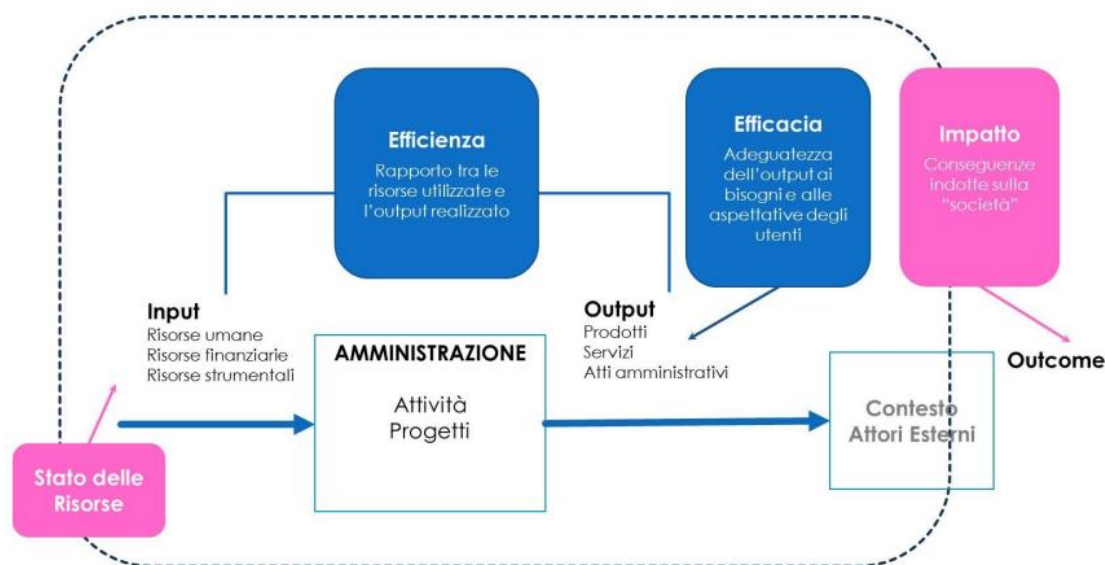 Efficienza
Rapporto tra le
risorse utilizzate e
l'output realizzato
Efficacia
Adeguatezza
dell'output ai
bisogni e alle
aspettative degli
utenti
Impatto
Conseguenze
indotte sulla
"società"
Input
Risorse umane
Risorse finanziarie
Risorse strumentali
AMMINISTRAZIONE
Attività
Progetti
Output
Prodotti
Servizi
Atti amministrativi
Outcome
Contesto
Attori Esterni
Stato delle
Risorse